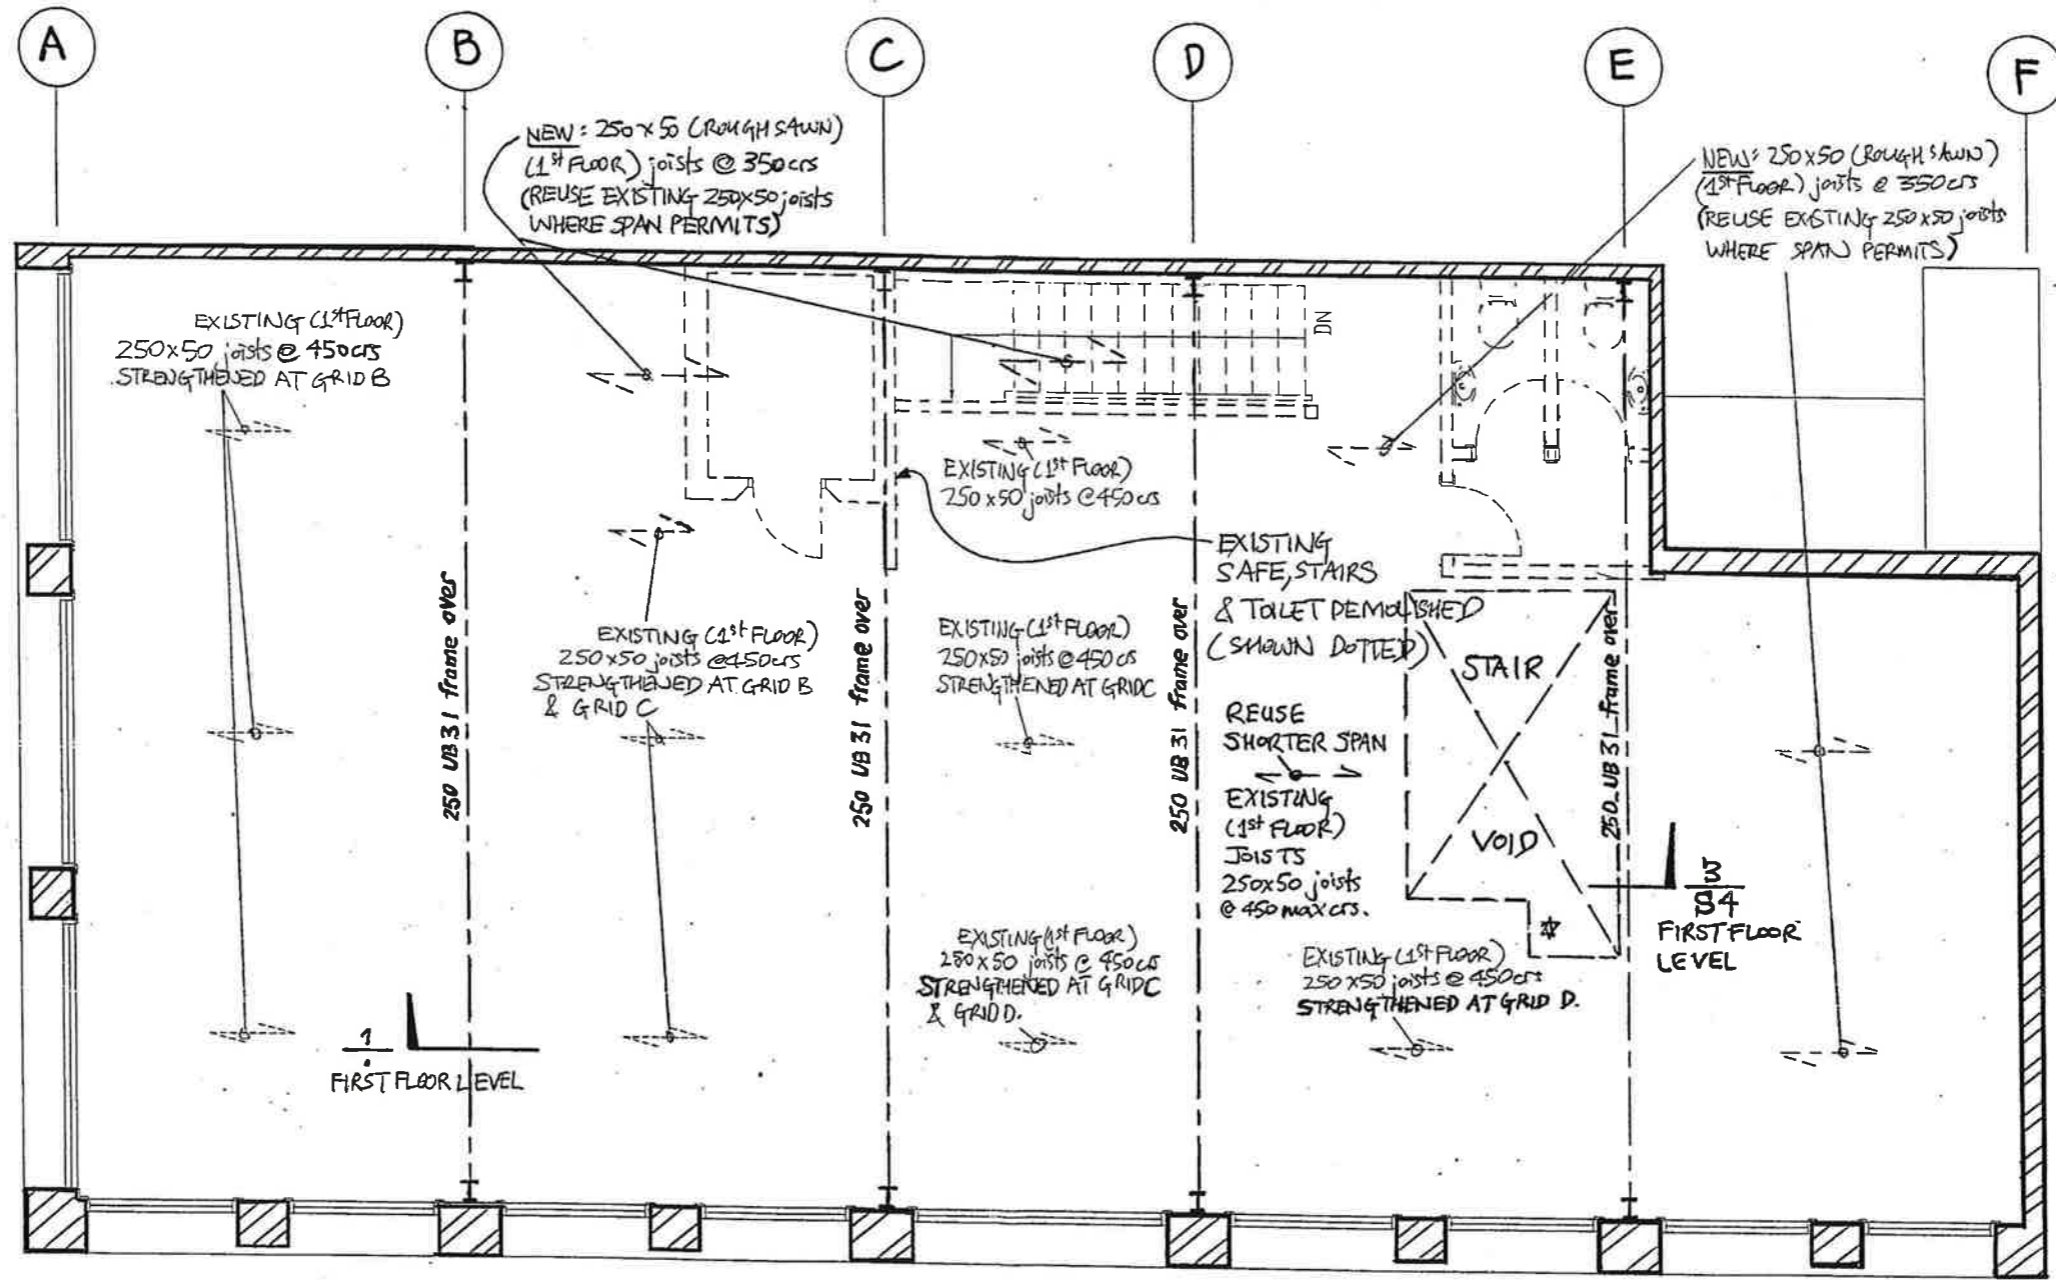 A
B
C
D
E
F
NEW: 250 x 50 (ROUGH SAWN)
(1st FLOOR) joists @ 350crs
(REUSE EXISTING 250x50 joists
WHERE SPAN PERMITS)
NEW: 250x50 (ROUGH SAWN)
(1st FLOOR) joists @ 350crs
(REUSE EXISTING 250x50 joists
WHERE SPAN PERMITS)
EXISTING (1st FLOOR)
250x50 joists @ 450crs
STRENGTHENED AT GRID B
DN
EXISTING (1st FLOOR)
250x50 joists @ 450crs
EXISTING
SAFE, STAIRS
& TOILET DEMOLISHED
(SHOWN DOTTED)
250 UB 31 frame over
EXISTING (1st FLOOR)
250x50 joists @ 450crs
STRENGTHENED AT GRID B
& GRID C
250 UB 31 frame over
EXISTING (1st FLOOR)
250x50 joists @ 450 crs
STRENGTHENED AT GRID C
250 UB 31 frame over
STAIR
VOID
250 UB 31 frame over
REUSE
SHORTER SPAN
EXISTING
(1st FLOOR)
JOISTS
250x50 joists
@ 450 max crs.
3
S4
FIRST FLOOR
LEVEL
EXISTING (1st FLOOR)
250x50 joists @ 450crs
STRENGTHENED AT GRID C
& GRID D.
EXISTING (1st FLOOR)
250x50 joists @ 450crs
STRENGTHENED AT GRID D.
1
FIRST FLOOR LEVEL